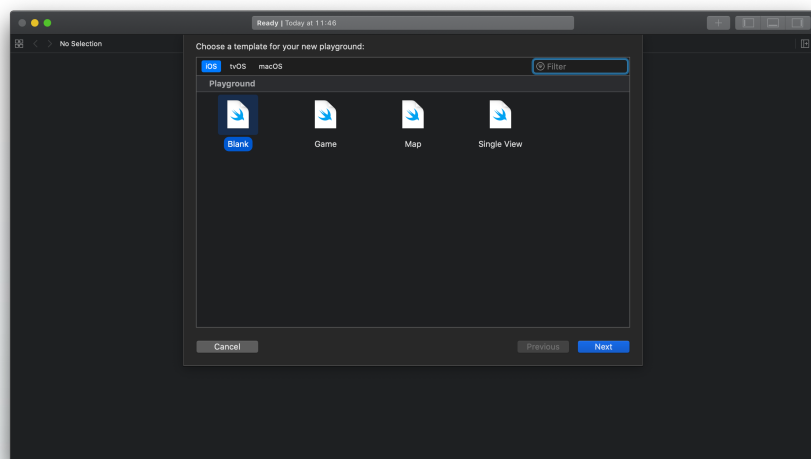 Ready | Today at 11:46
No Selection
Choose a template for your new playground:
iOS tvOS macOS
Filter
Playground
Blank Game Map Single View
Cancel Previous Next